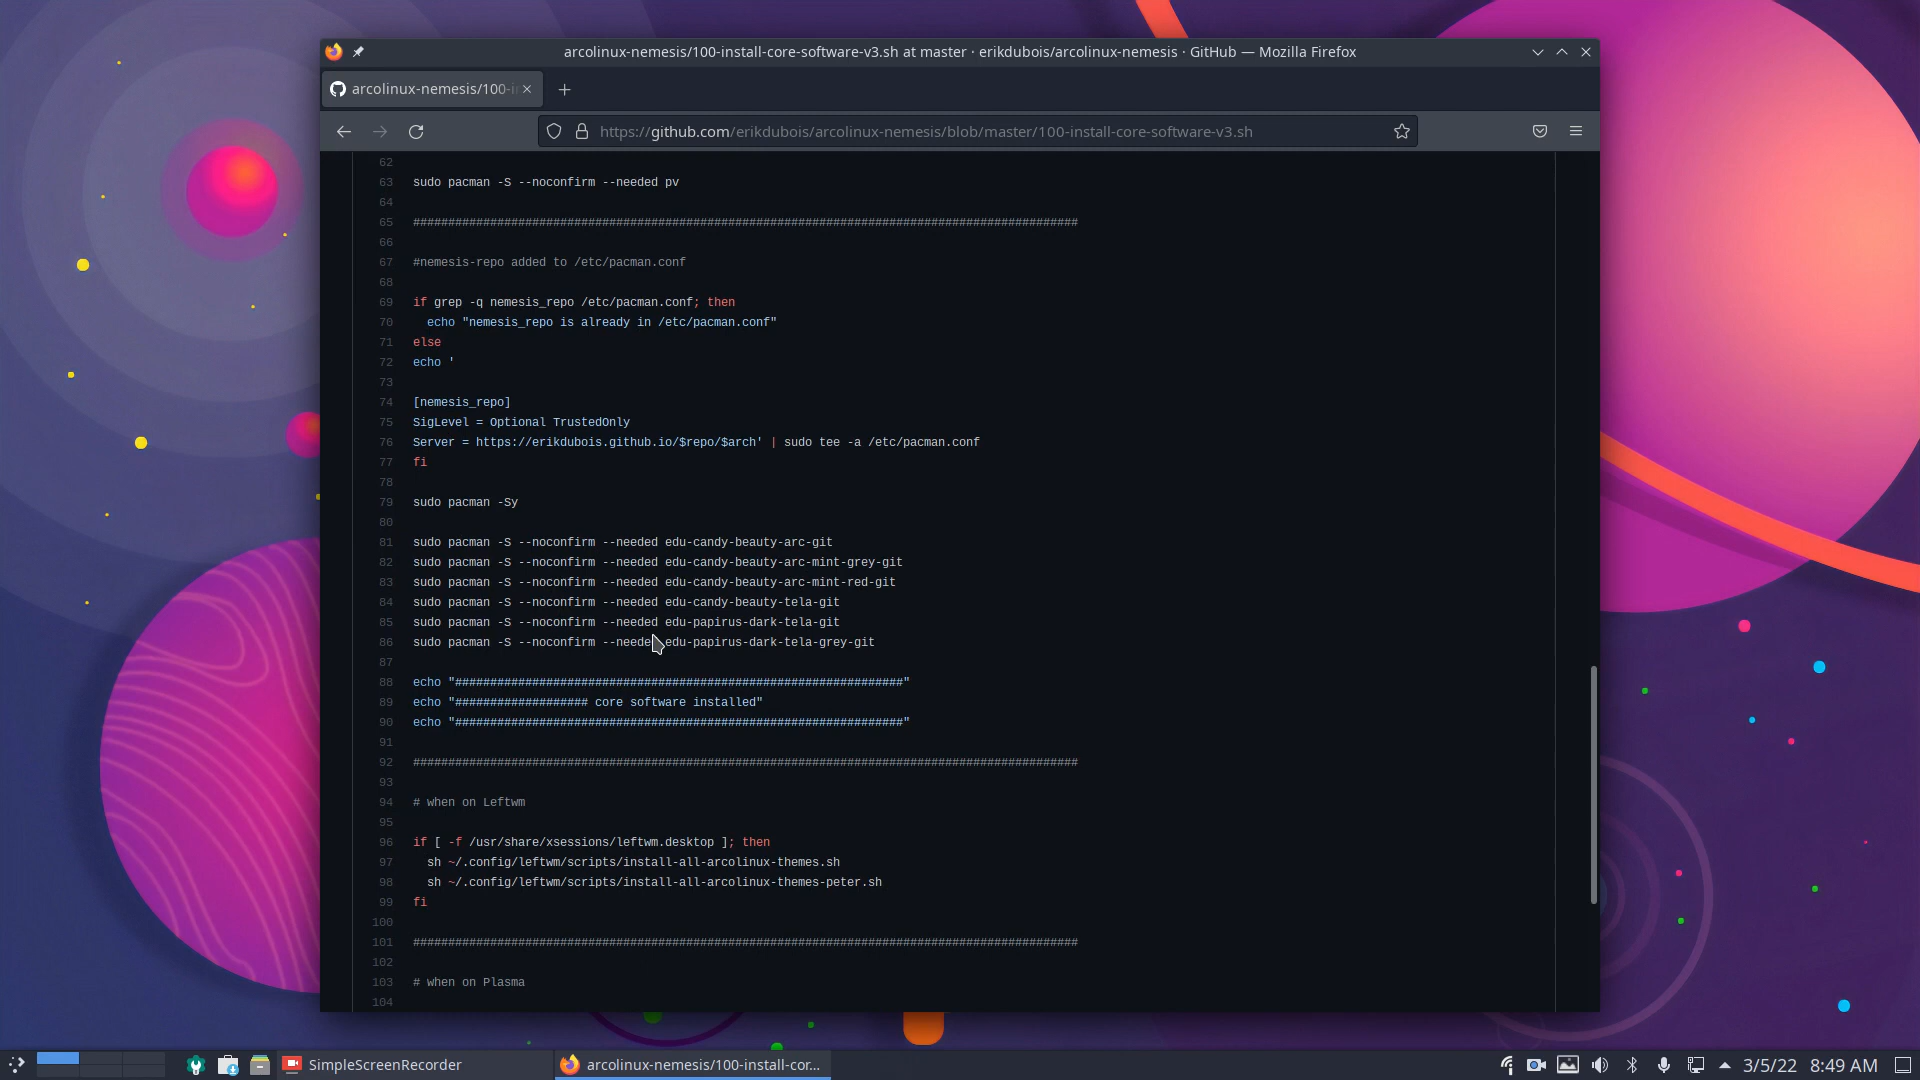 arcolinux-nemesis/100-install-core-software-v3.sh at master · erikdubois/arcolinux-nemesis · GitHub — Mozilla Firefox
arcolinux-nemesis/100-i
https://github.com/erikdubois/arcolinux-nemesis/blob/master/100-install-core-software-v3.sh
62
63 sudo pacman -S --noconfirm --needed pv
64
65 ###############################################################################################
66
67 #nemesis-repo added to /etc/pacman.conf
68
69 if grep -q nemesis_repo /etc/pacman.conf; then
70   echo "nemesis_repo is already in /etc/pacman.conf"
71 else
72 echo '
73
74 [nemesis_repo]
75 SigLevel = Optional TrustedOnly
76 Server = https://erikdubois.github.io/$repo/$arch' | sudo tee -a /etc/pacman.conf
77 fi
78
79 sudo pacman -Sy
80
81 sudo pacman -S --noconfirm --needed edu-candy-beauty-arc-git
82 sudo pacman -S --noconfirm --needed edu-candy-beauty-arc-mint-grey-git
83 sudo pacman -S --noconfirm --needed edu-candy-beauty-arc-mint-red-git
84 sudo pacman -S --noconfirm --needed edu-candy-beauty-tela-git
85 sudo pacman -S --noconfirm --needed edu-papirus-dark-tela-git
86 sudo pacman -S --noconfirm --needed edu-papirus-dark-tela-grey-git
87
88 echo "################################################################"
89 echo "################### core software installed"
90 echo "################################################################"
91
92 ###############################################################################################
93
94 # when on Leftwm
95
96 if [ -f /usr/share/xsessions/leftwm.desktop ]; then
97   sh ~/.config/leftwm/scripts/install-all-arcolinux-themes.sh
98   sh ~/.config/leftwm/scripts/install-all-arcolinux-themes-peter.sh
99 fi
100
101 ###############################################################################################
102
103 # when on Plasma
104
SimpleScreenRecorder
arcolinux-nemesis/100-install-cor...
3/5/22 8:49 AM